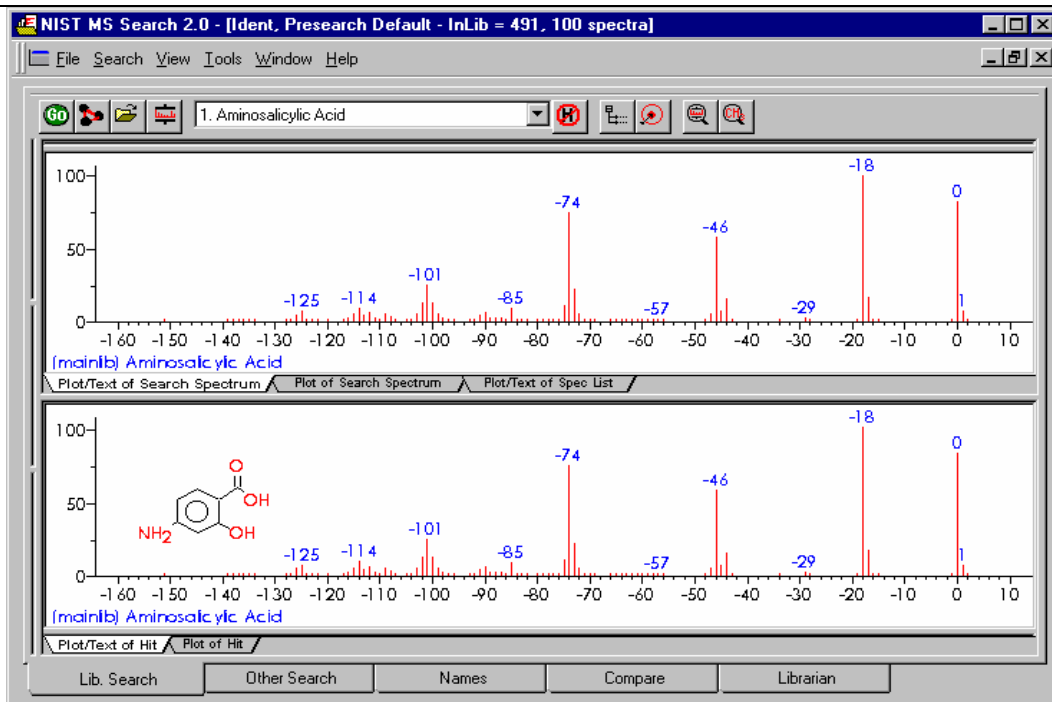 NIST MS Search 2.0 - [Ident, Presearch Default - InLib = 491, 100 spectra]
File Search View Tools Window Help
GO 1. Aminosalicylic Acid H CH₂
100
50
0
-125 -114 -101 -85 -74 -57 -46 -29 -18 0 1
-160 -150 -140 -130 -120 -110 -100 -90 -80 -70 -60 -50 -40 -30 -20 -10 0 10
(mainlib) Aminosalicylic Acid
Plot/Text of Search Spectrum Plot of Search Spectrum Plot/Text of Spec List
100
50
0
O
OH
NH2 OH
-125 -114 -101 -85 -74 -57 -46 -29 -18 0 1
-160 -150 -140 -130 -120 -110 -100 -90 -80 -70 -60 -50 -40 -30 -20 -10 0 10
(mainlib) Aminosalicylic Acid
Plot/Text of Hit Plot of Hit
Lib. Search Other Search Names Compare Librarian